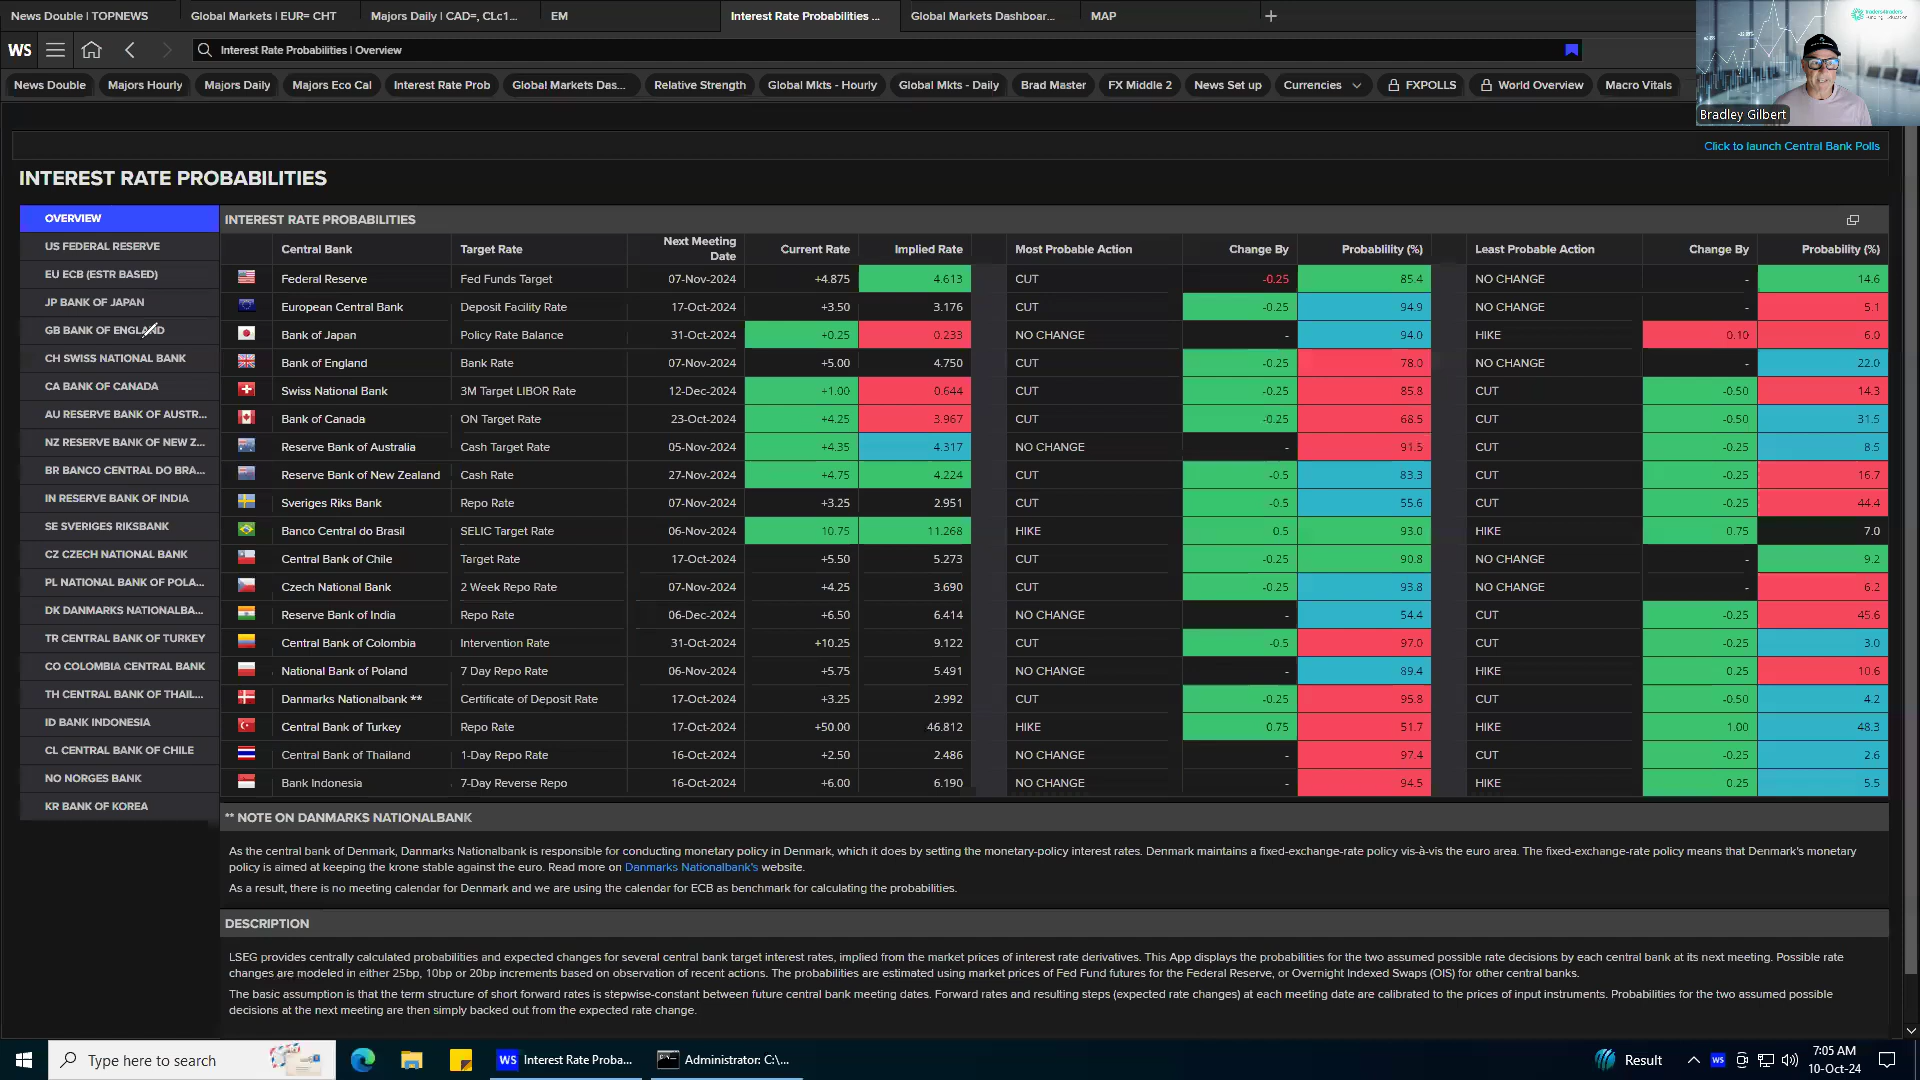 News Double | TOPNEWS
Global Markets | EUR= CHT
Majors Daily | CAD=, CLc1...
EM
Interest Rate Probabilities ...
Global Markets Dashboar...
MAP
traders4traders
Bradley Gilbert
WS
Interest Rate Probabilities | Overview
News Double
Majors Hourly
Majors Daily
Majors Eco Cal
Interest Rate Prob
Global Markets Das...
Relative Strength
Global Mkts - Hourly
Global Mkts - Daily
Brad Master
FX Middle 2
News Set up
Currencies
FXPOLLS
World Overview
Macro Vitals
Click to launch Central Bank Polls
INTEREST RATE PROBABILITIES
OVERVIEW
US FEDERAL RESERVE
EU ECB (ESTR BASED)
JP BANK OF JAPAN
GB BANK OF ENGLAND
CH SWISS NATIONAL BANK
CA BANK OF CANADA
AU RESERVE BANK OF AUSTR...
NZ RESERVE BANK OF NEW Z...
BR BANCO CENTRAL DO BRA...
IN RESERVE BANK OF INDIA
SE SVERIGES RIKSBANK
CZ CZECH NATIONAL BANK
PL NATIONAL BANK OF POLA...
DK DANMARKS NATIONALBA...
TR CENTRAL BANK OF TURKEY
CO COLOMBIA CENTRAL BANK
TH CENTRAL BANK OF THAIL...
ID BANK INDONESIA
CL CENTRAL BANK OF CHILE
NO NORGES BANK
KR BANK OF KOREA
INTEREST RATE PROBABILITIES
Central Bank Target Rate Next Meeting Date Current Rate Implied Rate Most Probable Action Change By Probablility (%) Least Probable Action Change By Probability (%)
Federal Reserve Fed Funds Target 07-Nov-2024 +4.875 4.613 CUT -0.25 85.4 NO CHANGE - 14.6
European Central Bank Deposit Facility Rate 17-Oct-2024 +3.50 3.176 CUT -0.25 94.9 NO CHANGE - 5.1
Bank of Japan Policy Rate Balance 31-Oct-2024 +0.25 0.233 NO CHANGE - 94.0 HIKE 0.10 6.0
Bank of England Bank Rate 07-Nov-2024 +5.00 4.750 CUT -0.25 78.0 NO CHANGE - 22.0
Swiss National Bank 3M Target LIBOR Rate 12-Dec-2024 +1.00 0.644 CUT -0.25 85.8 CUT -0.50 14.3
Bank of Canada ON Target Rate 23-Oct-2024 +4.25 3.967 CUT -0.25 68.5 CUT -0.50 31.5
Reserve Bank of Australia Cash Target Rate 05-Nov-2024 +4.35 4.317 NO CHANGE - 91.5 CUT -0.25 8.5
Reserve Bank of New Zealand Cash Rate 27-Nov-2024 +4.75 4.224 CUT -0.5 83.3 CUT -0.25 16.7
Sveriges Riks Bank Repo Rate 07-Nov-2024 +3.25 2.951 CUT -0.5 55.6 CUT -0.25 44.4
Banco Central do Brasil SELIC Target Rate 06-Nov-2024 10.75 11.268 HIKE 0.5 93.0 HIKE 0.75 7.0
Central Bank of Chile Target Rate 17-Oct-2024 +5.50 5.273 CUT -0.25 90.8 NO CHANGE - 9.2
Czech National Bank 2 Week Repo Rate 07-Nov-2024 +4.25 3.690 CUT -0.25 93.8 NO CHANGE - 6.2
Reserve Bank of India Repo Rate 06-Dec-2024 +6.50 6.414 NO CHANGE - 54.4 CUT -0.25 45.6
Central Bank of Colombia Intervention Rate 31-Oct-2024 +10.25 9.122 CUT -0.5 97.0 CUT -0.25 3.0
National Bank of Poland 7 Day Repo Rate 06-Nov-2024 +5.75 5.491 NO CHANGE - 89.4 HIKE 0.25 10.6
Danmarks Nationalbank ** Certificate of Deposit Rate 17-Oct-2024 +3.25 2.992 CUT -0.25 95.8 CUT -0.50 4.2
Central Bank of Turkey Repo Rate 17-Oct-2024 +50.00 46.812 HIKE 0.75 51.7 HIKE 1.00 48.3
Central Bank of Thailand 1-Day Repo Rate 16-Oct-2024 +2.50 2.486 NO CHANGE - 97.4 CUT -0.25 2.6
Bank Indonesia 7-Day Reverse Repo 16-Oct-2024 +6.00 6.190 NO CHANGE - 94.5 HIKE 0.25 5.5
** NOTE ON DANMARKS NATIONALBANK
As the central bank of Denmark, Danmarks Nationalbank is responsible for conducting monetary policy in Denmark, which it does by setting the monetary-policy interest rates. Denmark maintains a fixed-exchange-rate policy vis-à-vis the euro area. The fixed-exchange-rate policy means that Denmark's monetary
policy is aimed at keeping the krone stable against the euro. Read more on Danmarks Nationalbank's website.
As a result, there is no meeting calendar for Denmark and we are using the calendar for ECB as benchmark for calculating the probabilities.
DESCRIPTION
LSEG provides centrally calculated probabilities and expected changes for several central bank target interest rates, implied from the market prices of interest rate derivatives. This App displays the probabilities for the two assumed possible rate decisions by each central bank at its next meeting. Possible rate
changes are modeled in either 25bp, 10bp or 20bp increments based on observation of recent actions. The probabilities are estimated using market prices of Fed Fund futures for the Federal Reserve, or Overnight Indexed Swaps (OIS) for other central banks.
The basic assumption is that the term structure of short forward rates is stepwise-constant between future central bank meeting dates. Forward rates and resulting steps (expected rate changes) at each meeting date are calibrated to the prices of input instruments. Probabilities for the two assumed possible
decisions at the next meeting are then simply backed out from the expected rate change.
Type here to search
WS Interest Rate Proba...
Administrator: C:\...
Result
WS
7:05 AM
10-Oct-24